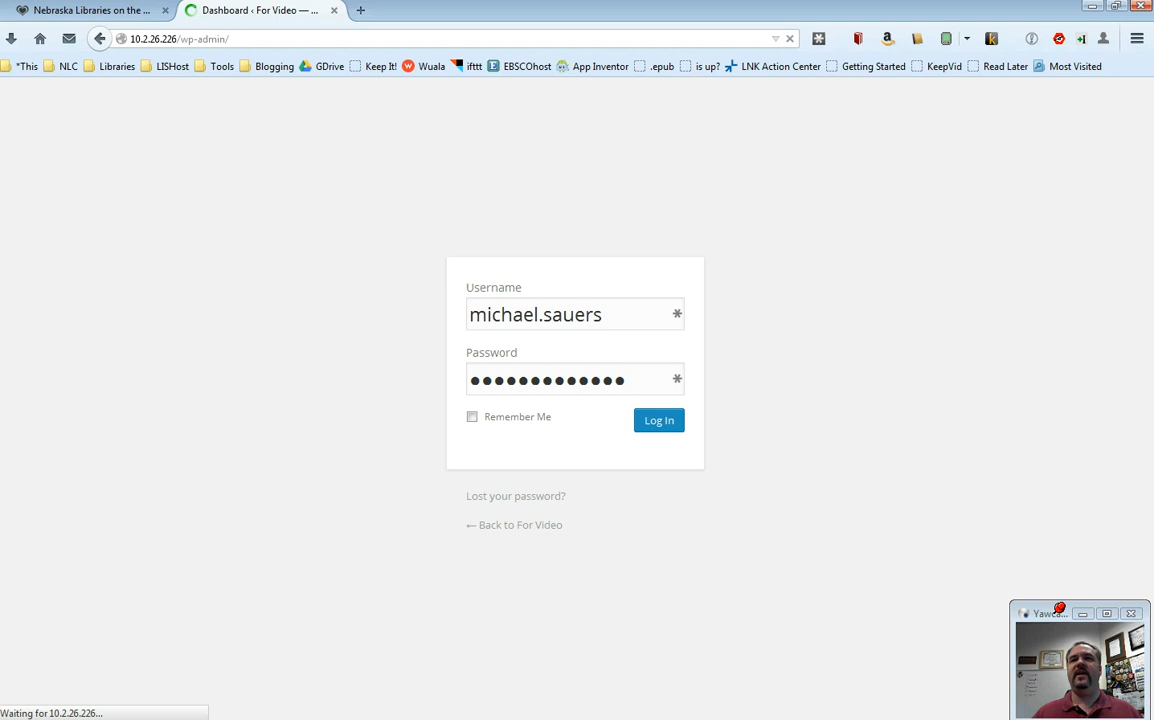 Nebraska Libraries on the ...
Dashboard ‹ For Video — ...
10.2.26.226/wp-admin/
*This NLC Libraries LISHost Tools Blogging GDrive Keep It! Wuala ifttt EBSCOhost App Inventor .epub is up? LNK Action Center Getting Started KeepVid Read Later Most Visited
Username
michael.sauers
Password
Remember Me
Log In
Lost your password?
← Back to For Video
Yawca...
Waiting for 10.2.26.226...